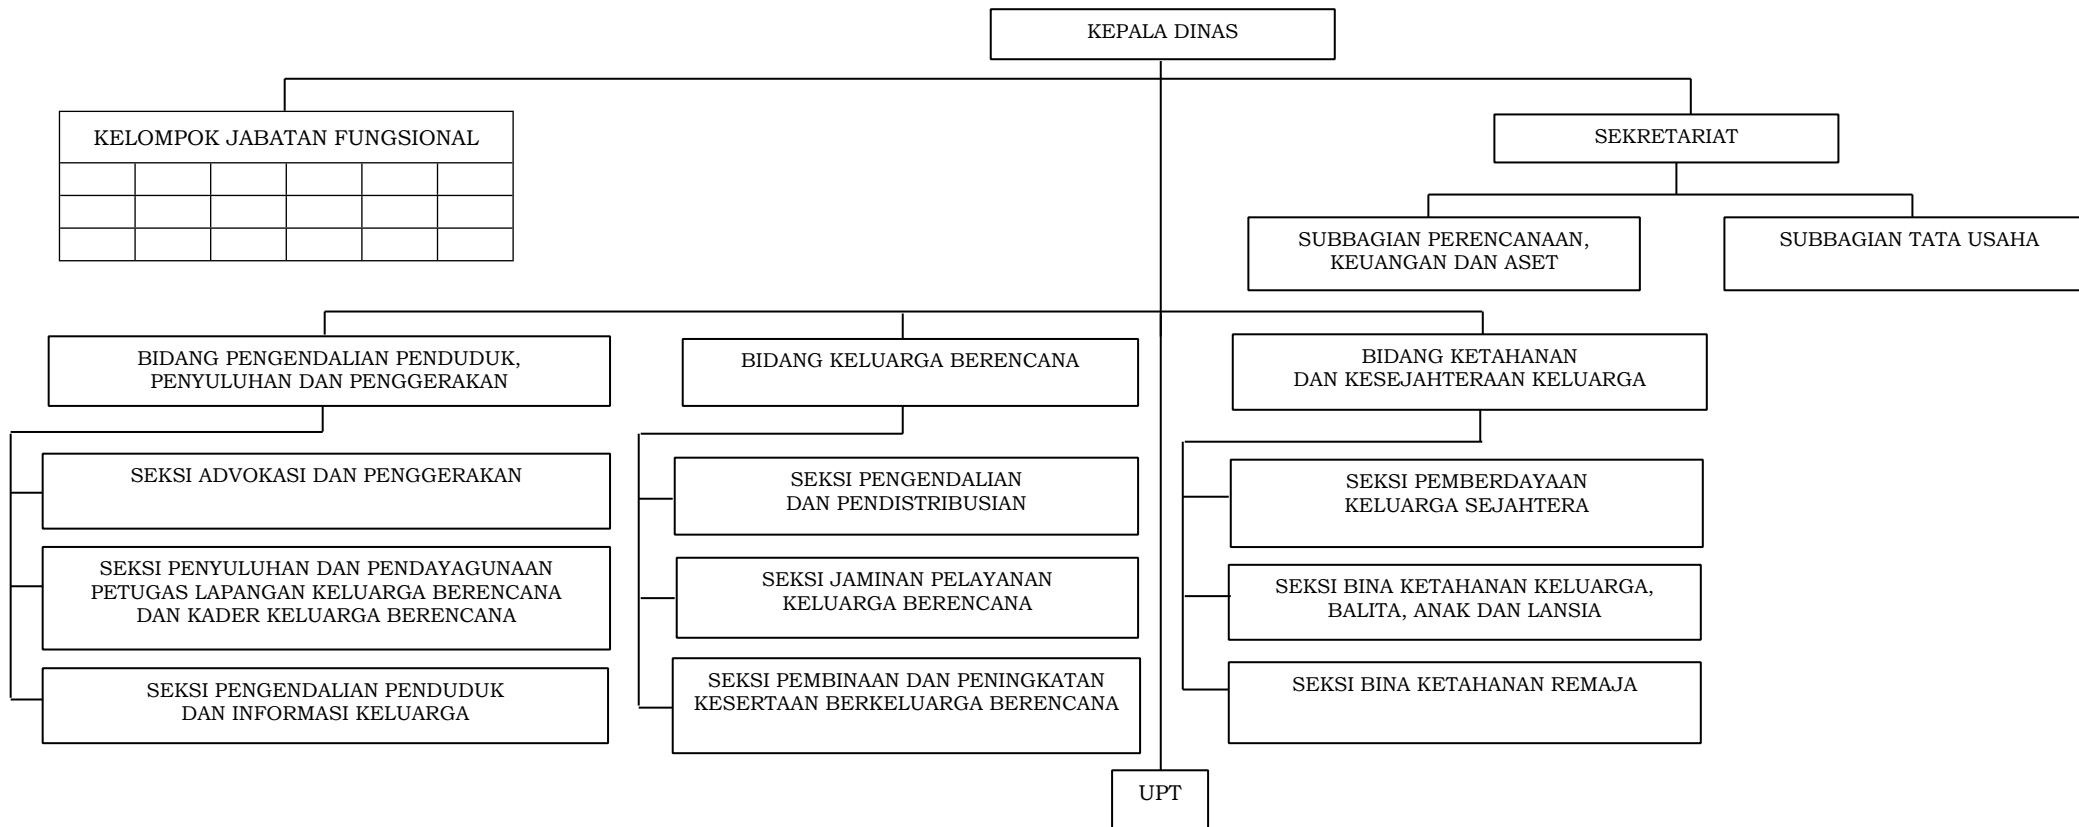 KEPALA DINAS
KELOMPOK JABATAN FUNGSIONAL
SEKRETARIAT
SUBBAGIAN PERENCANAAN,
KEUANGAN DAN ASET
SUBBAGIAN TATA USAHA
BIDANG PENGENDALIAN PENDUDUK,
PENYULUHAN DAN PENGGERAKAN
BIDANG KELUARGA BERENCANA
BIDANG KETAHANAN
DAN KESEJAHTERAAN KELUARGA
SEKSI ADVOKASI DAN PENGGERAKAN
SEKSI PENYULUHAN DAN PENDAYAGUNAAN
PETUGAS LAPANGAN KELUARGA BERENCANA
DAN KADER KELUARGA BERENCANA
SEKSI PENGENDALIAN PENDUDUK
DAN INFORMASI KELUARGA
SEKSI PENGENDALIAN
DAN PENDISTRIBUSIAN
SEKSI JAMINAN PELAYANAN
KELUARGA BERENCANA
SEKSI PEMBINAAN DAN PENINGKATAN
KESERTAAN BERKELUARGA BERENCANA
SEKSI PEMBERDAYAAN
KELUARGA SEJAHTERA
SEKSI BINA KETAHANAN KELUARGA,
BALITA, ANAK DAN LANSIA
SEKSI BINA KETAHANAN REMAJA
UPT